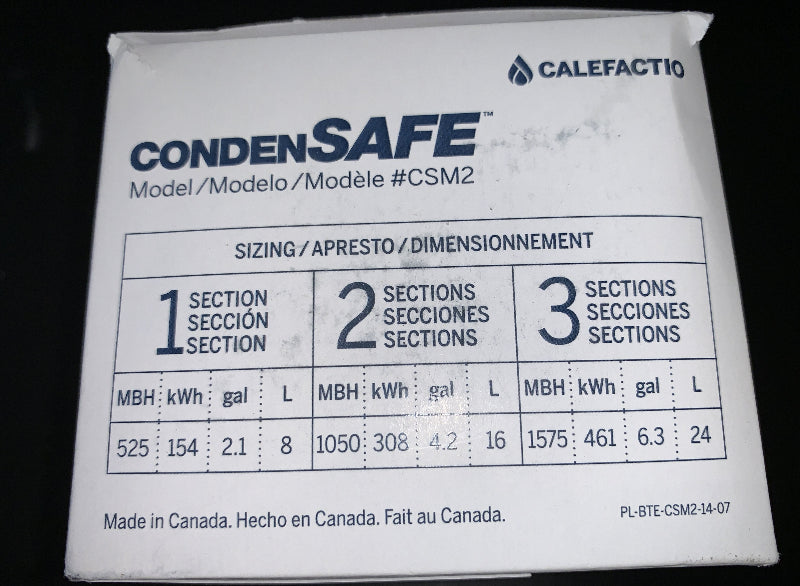 CALEFACTIO
CONDENSAFE™
Model/Modelo/Modèle #CSM2
SIZING/APRESTO/DIMENSIONNEMENT
1 SECTION
SECCIÓN
SECTION
2 SECTIONS
SECCIONES
SECTIONS
3 SECTIONS
SECCIONES
SECTIONS
MBH kWh gal L MBH kWh gal L MBH kWh gal L
525 154 2.1 8 1050 308 4.2 16 1575 461 6.3 24
Made in Canada. Hecho en Canada. Fait au Canada.
PL-BTE-CSM2-14-07